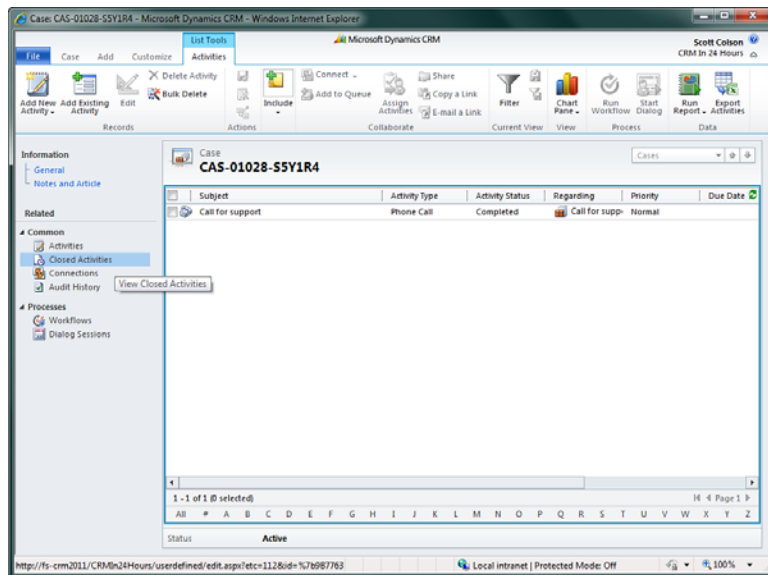 Case: CAS-01028-S5Y1R4 - Microsoft Dynamics CRM - Windows Internet Explorer
List Tools
Microsoft Dynamics CRM
Scott Colson
CRM In 24 Hours
File Case Add Customize Activities
Add New Activity
Add Existing Activity
Edit
Delete Activity
Bulk Delete
Include
Connect
Add to Queue
Assign Activities
Share
Copy a Link
E-mail a Link
Filter
Chart Pane
Run Workflow
Start Dialog
Run Report
Export Activities
Records Actions Collaborate Current View View Process Data
Information
General
Notes and Article
Related
Common
Activities
Closed Activities
Connections
Audit History
View Closed Activities
Processes
Workflows
Dialog Sessions
Case
CAS-01028-S5Y1R4
Cases
Subject Activity Type Activity Status Regarding Priority Due Date
Call for support Phone Call Completed Call for supp Normal
1 - 1 of 1 (0 selected) Page 1
All # A B C D E F G H I J K L M N O P Q R S T U V W X Y Z
Status Active
http://fs-crm2011/CRMIn24Hours/userdefined/edit.aspx?etc=112&id=%7b987763 Local intranet | Protected Mode: Off 100%